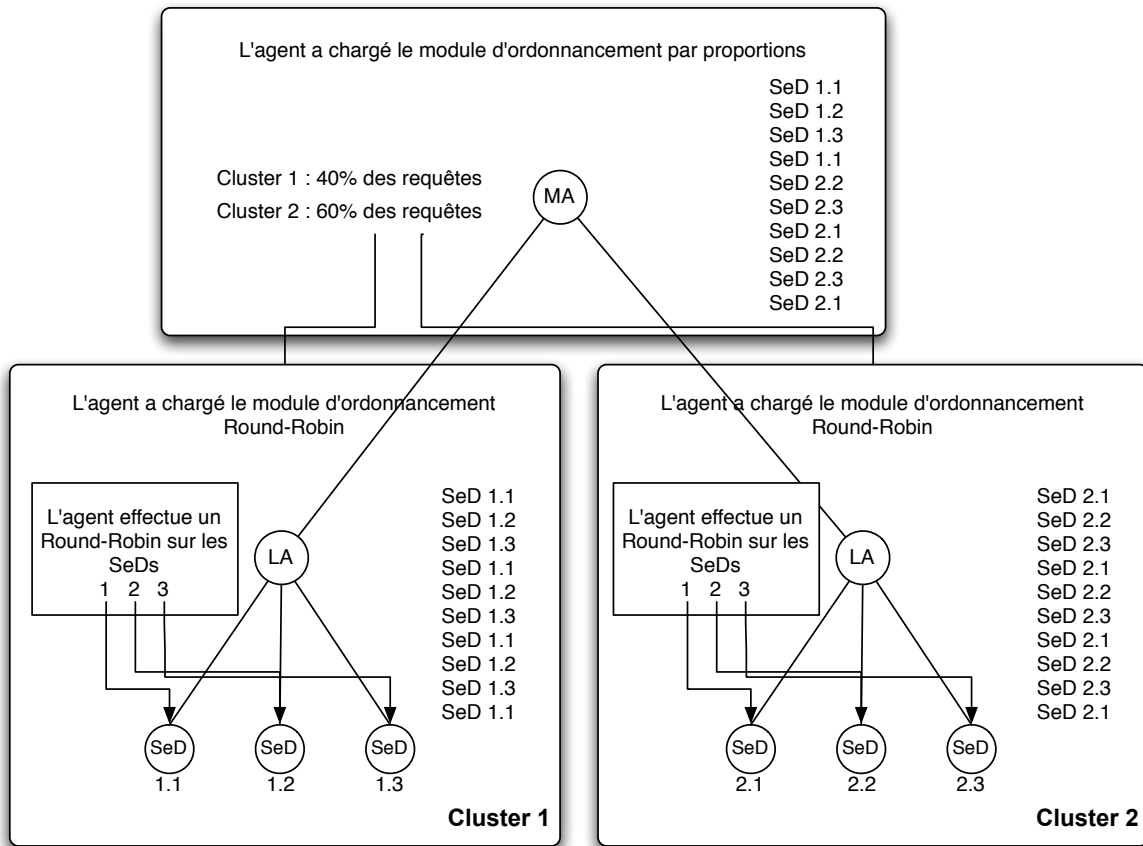 L'agent a chargé le module d'ordonnancement par proportions
SeD 1.1
SeD 1.2
SeD 1.3
SeD 1.1
SeD 2.2
SeD 2.3
SeD 2.1
SeD 2.2
SeD 2.3
SeD 2.1
Cluster 1 : 40% des requêtes
Cluster 2 : 60% des requêtes
MA
L'agent a chargé le module d'ordonnancement
Round-Robin
L'agent effectue un
Round-Robin sur les
SeDs
1 2 3
LA
SeD 1.1
SeD 1.2
SeD 1.3
SeD 1.1
SeD 1.2
SeD 1.3
SeD 1.1
SeD 1.2
SeD 1.3
SeD 1.1
SeD SeD SeD
1.1 1.2 1.3
Cluster 1
L'agent a chargé le module d'ordonnancement
Round-Robin
L'agent effectue un
Round-Robin sur les
SeDs
1 2 3
LA
SeD 2.1
SeD 2.2
SeD 2.3
SeD 2.1
SeD 2.2
SeD 2.3
SeD 2.1
SeD 2.2
SeD 2.3
SeD 2.1
SeD SeD SeD
2.1 2.2 2.3
Cluster 2